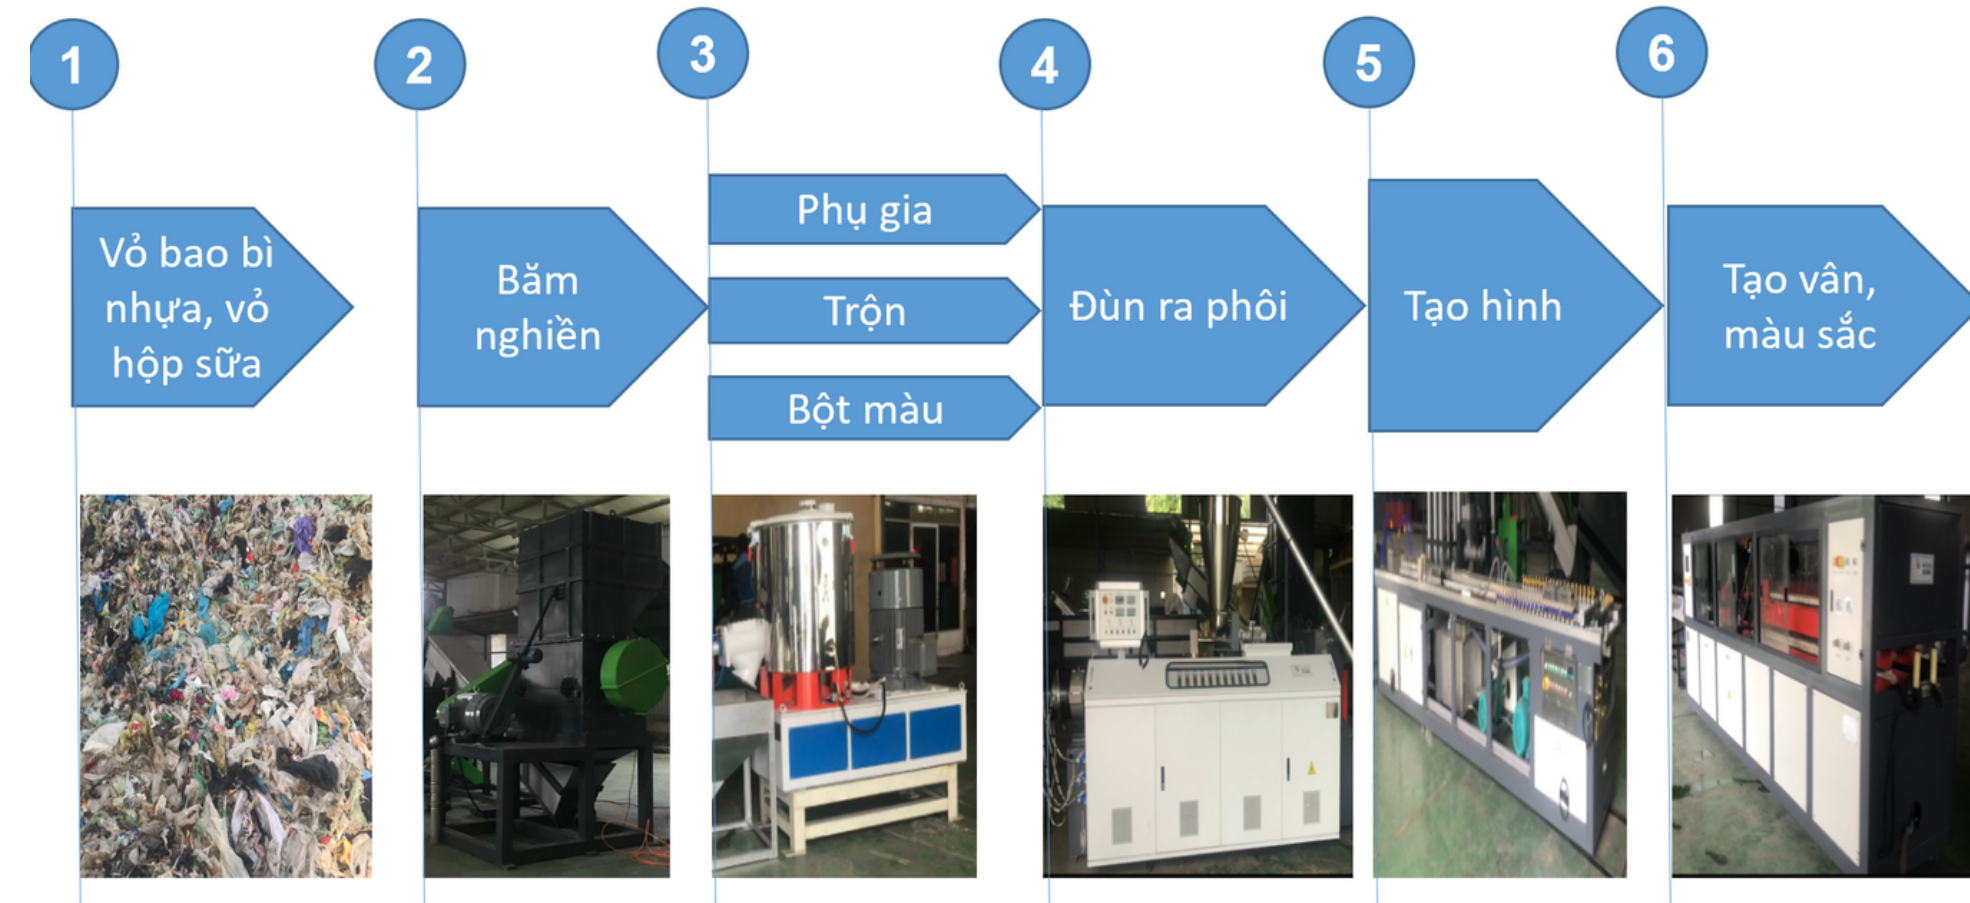 1
2
3
4
5
6
Vỏ bao bì
nhựa, vỏ
hộp sữa
Băm
nghiền
Phụ gia
Trộn
Bột màu
Đùn ra phôi
Tạo hình
Tạo vân,
màu sắc